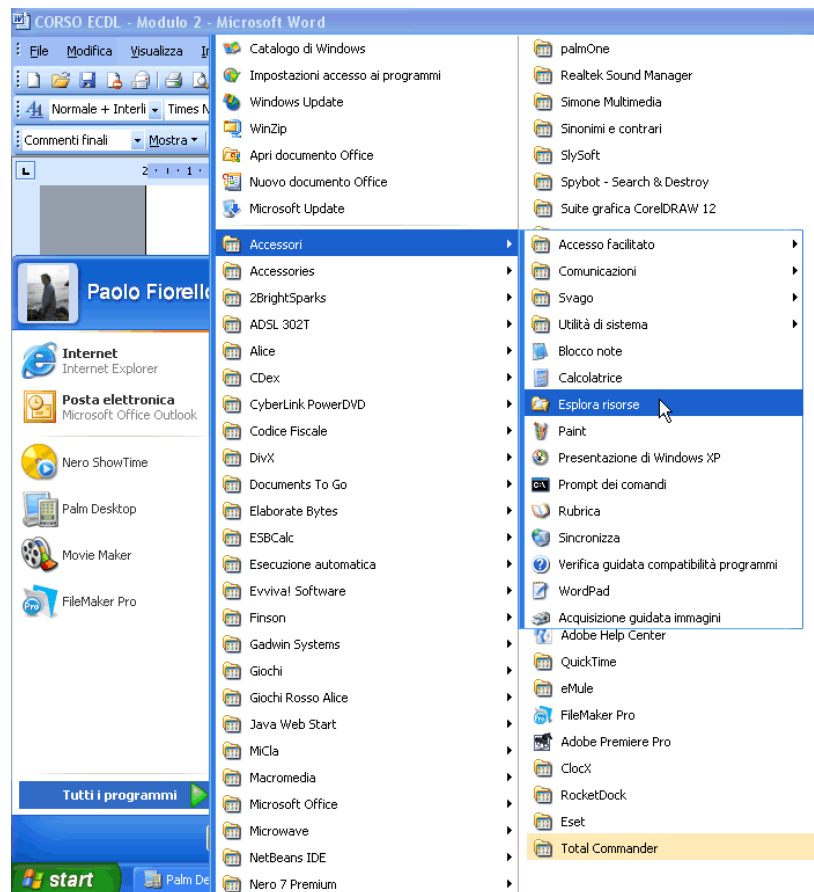 CORSO ECDL - Modulo 2 - Microsoft Word
File Modifica Visualizza
Normale + Interli Times N
Commenti finali Mostra
L 2 1
Paolo Fiorello
Internet
Internet Explorer
Posta elettronica
Microsoft Office Outlook
Nero ShowTime
Palm Desktop
Movie Maker
FileMaker Pro
Tutti i programmi
start
Palm De
Catalogo di Windows
Impostazioni accesso ai programmi
Windows Update
WinZip
Apri documento Office
Nuovo documento Office
Microsoft Update
Accessori
Accessories
2BrightSparks
ADSL 302T
Alice
CDex
CyberLink PowerDVD
Codice Fiscale
DivX
Documents To Go
Elaborate Bytes
ESBCalc
Esecuzione automatica
Evviva! Software
Finson
Gadwin Systems
Giochi
Giochi Rosso Alice
Java Web Start
MiCla
Macromedia
Microsoft Office
Microwave
NetBeans IDE
Nero 7 Premium
palmOne
Realtek Sound Manager
Simone Multimedia
Sinonimi e contrari
SlySoft
Spybot - Search & Destroy
Suite grafica CorelDRAW 12
Accesso facilitato
Comunicazioni
Svago
Utilità di sistema
Blocco note
Calcolatrice
Esplora risorse
Paint
Presentazione di Windows XP
Prompt dei comandi
Rubrica
Sincronizza
Verifica guidata compatibilità programmi
WordPad
Acquisizione guidata immagini
Adobe Help Center
QuickTime
eMule
FileMaker Pro
Adobe Premiere Pro
ClocX
RocketDock
Eset
Total Commander